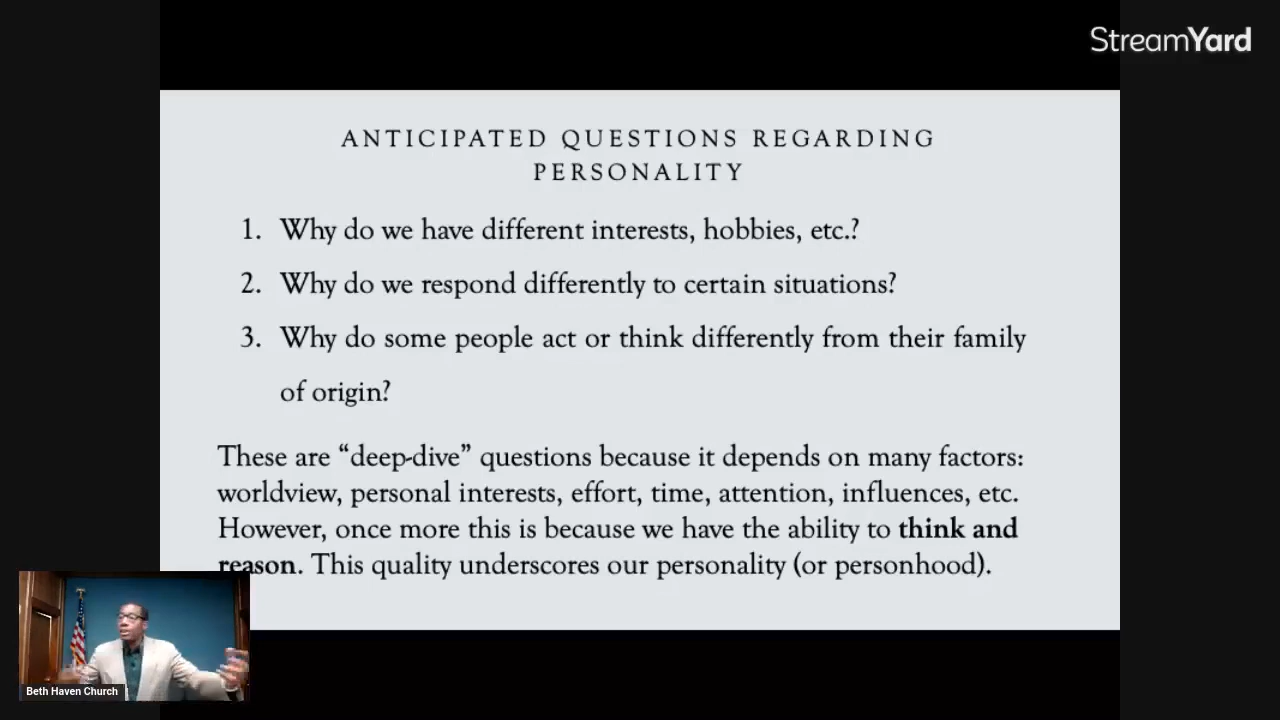 StreamYard
ANTICIPATED QUESTIONS REGARDING
PERSONALITY
1. Why do we have different interests, hobbies, etc.?
2. Why do we respond differently to certain situations?
3. Why do some people act or think differently from their family
of origin?
These are “deep-dive” questions because it depends on many factors:
worldview, personal interests, effort, time, attention, influences, etc.
However, once more this is because we have the ability to think and
reason. This quality underscores our personality (or personhood).
Beth Haven Church